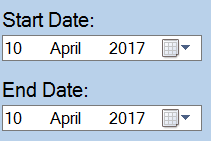 Start Date:
10 April 2017
End Date:
10 April 2017